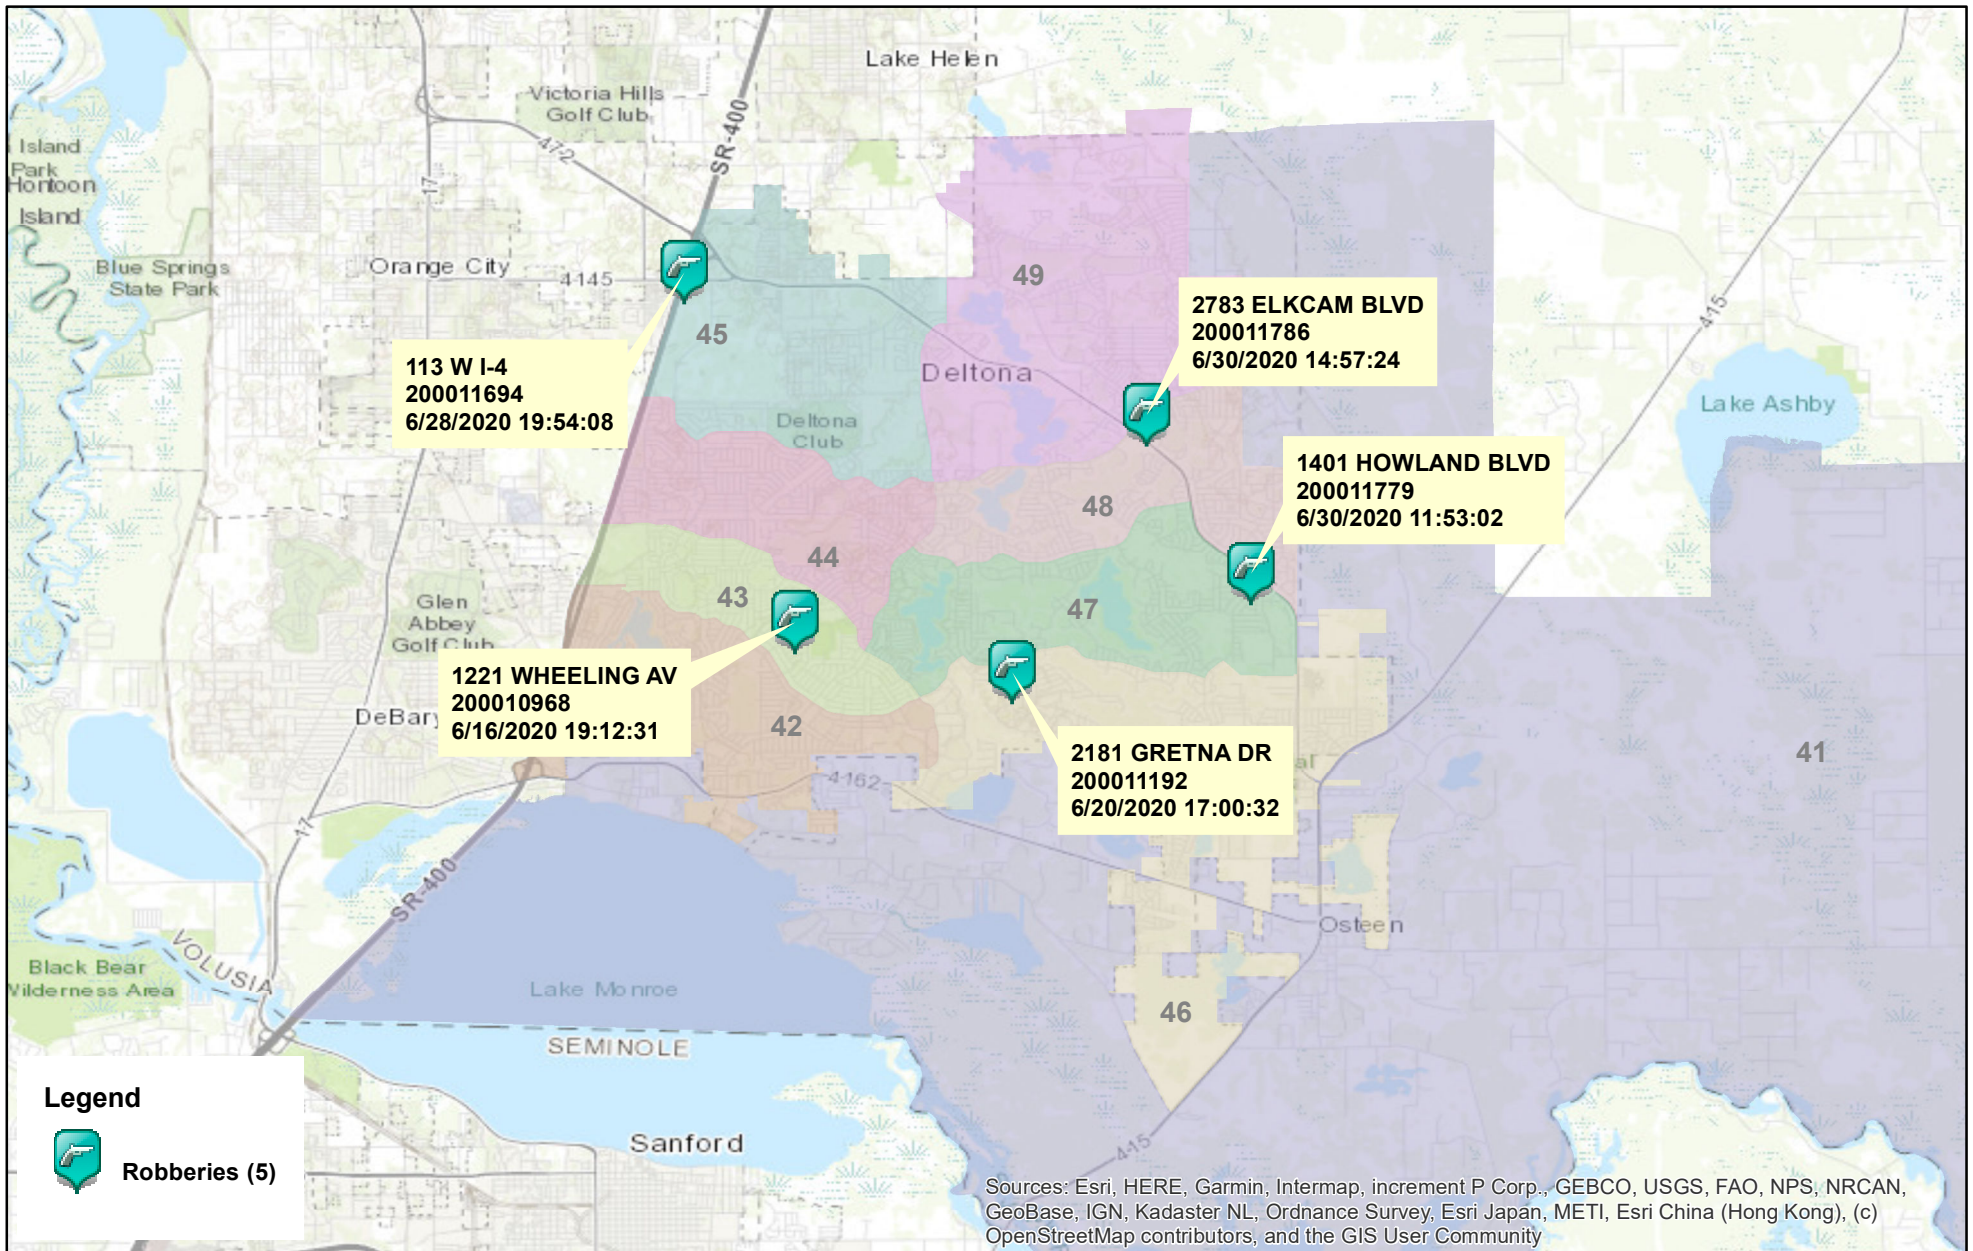 Lake Helen
Victoria Hills
Golf Club
SR-400
472
Island
Park
Hontoon
Island
17
Blue Springs
State Park
Orange City
4145
45
49
2783 ELKCAM BLVD
200011786
6/30/2020 14:57:24
415
113 W I-4
200011694
6/28/2020 19:54:08
Deltona
Deltona
Club
Lake Ashby
1401 HOWLAND BLVD
200011779
6/30/2020 11:53:02
48
44
43
47
Glen
Abbey
Golf Club
1221 WHEELING AV
200010968
6/16/2020 19:12:31
DeBary
42
2181 GRETNA DR
200011192
6/20/2020 17:00:32
al
41
4162
17
SR-400
Osteen
VOLUSIA
Black Bear
Wilderness Area
Lake Monroe
46
SEMINOLE
Legend
Robberies (5)
Sanford
415
Sources: Esri, HERE, Garmin, Intermap, increment P Corp., GEBCO, USGS, FAO, NPS, NRCAN,
GeoBase, IGN, Kadaster NL, Ordnance Survey, Esri Japan, METI, Esri China (Hong Kong), (c)
OpenStreetMap contributors, and the GIS User Community